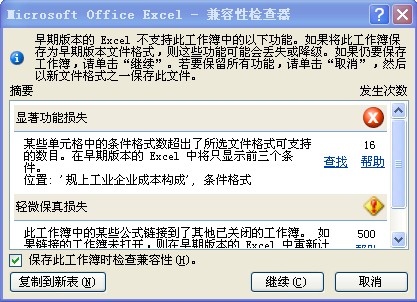 Microsoft Office Excel - 兼容性检查器
早期版本的 Excel 不支持此工作簿中的以下功能。如果将此工作簿保
存为早期版本文件格式，则这些功能可能会丢失或降级。如果仍要保存
工作簿，请单击“继续”。若要保留所有功能，请单击“取消”，然后
以新文件格式之一保存此文件。
摘要 发生次数
显著功能损失
某些单元格中的条件格式数超出了所选文件格式可支持 16
的数目。在早期版本的 Excel 中将只显示前三个条 查找 帮助
件。
位置: '规上工业企业成本构成', 条件格式
轻微保真损失
此工作簿中的某些公式链接到了其他已关闭的工作簿。 如 500
果链接的工作簿未打开，则在早期版本的 Excel 中重新计
保存此工作簿时检查兼容性(H)。
复制到新表(N) 继续(C) 取消